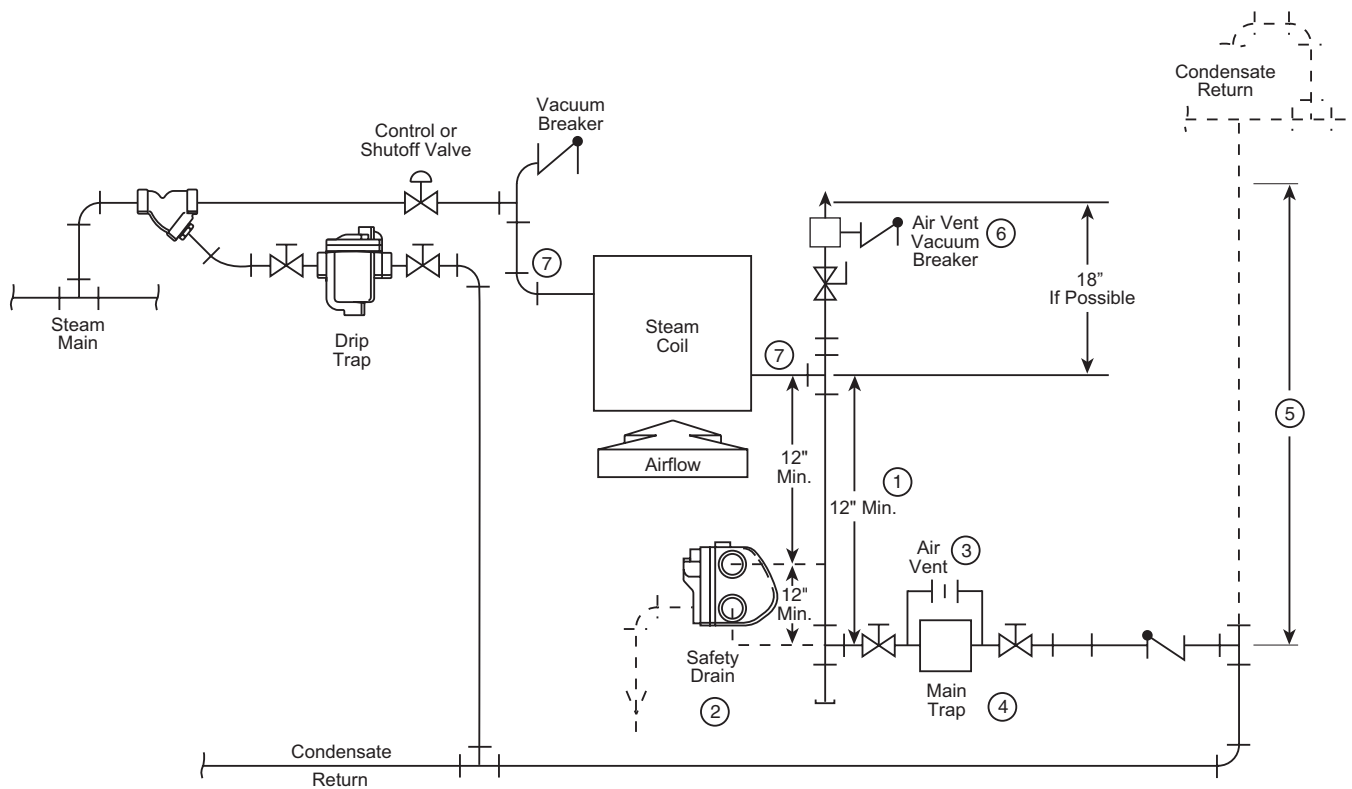 Condensate
Return
Vacuum
Breaker
Control or
Shutoff Valve
Air Vent
Vacuum
Breaker
6
18"
If Possible
7
Steam
Main
Drip
Trap
Steam
Coil
7
5
Airflow
12"
Min.
1
12" Min.
Air
Vent
3
12"
Min.
Safety
Drain
2
Main
Trap
4
Condensate
Return